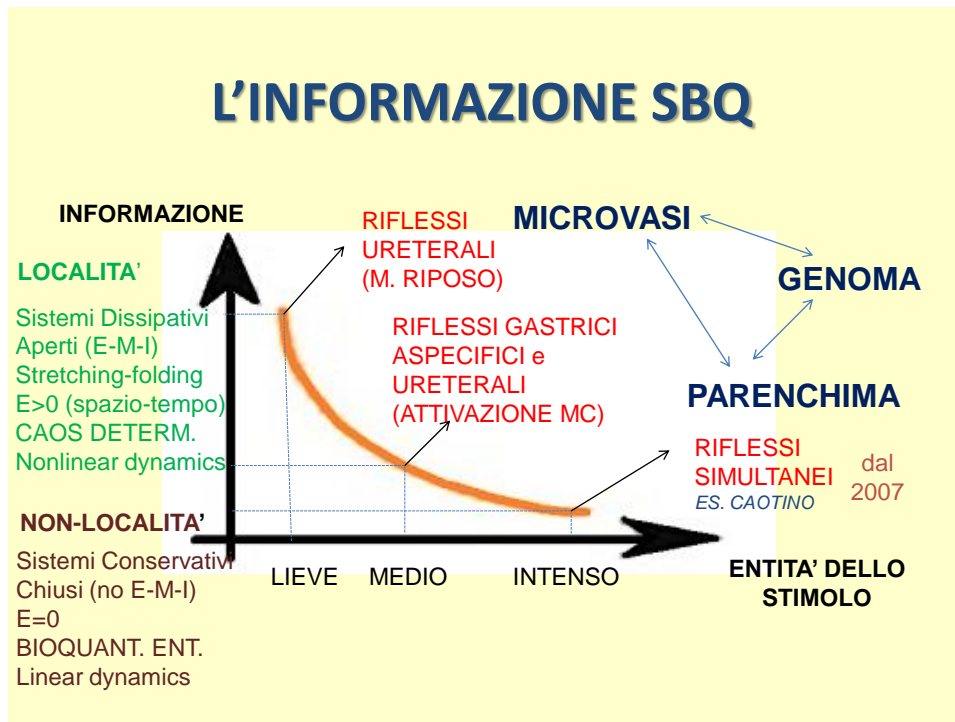 L’INFORMAZIONE SBQ
INFORMAZIONE
LOCALITA’
Sistemi Dissipativi
Aperti (E-M-I)
Stretching-folding
E>0 (spazio-tempo)
CAOS DETERM.
Nonlinear dynamics
NON-LOCALITA’
Sistemi Conservativi
Chiusi (no E-M-I)
E=0
BIOQUANT. ENT.
Linear dynamics
RIFLESSI
URETERALI
(M. RIPOSO)
RIFLESSI GASTRICI
ASPECIFICI e
URETERALI
(ATTIVAZIONE MC)
MICROVASI
GENOMA
PARENCHIMA
RIFLESSI
SIMULTANEI
ES. CAOTINO
dal
2007
LIEVE
MEDIO
INTENSO
ENTITA’ DELLO
STIMOLO